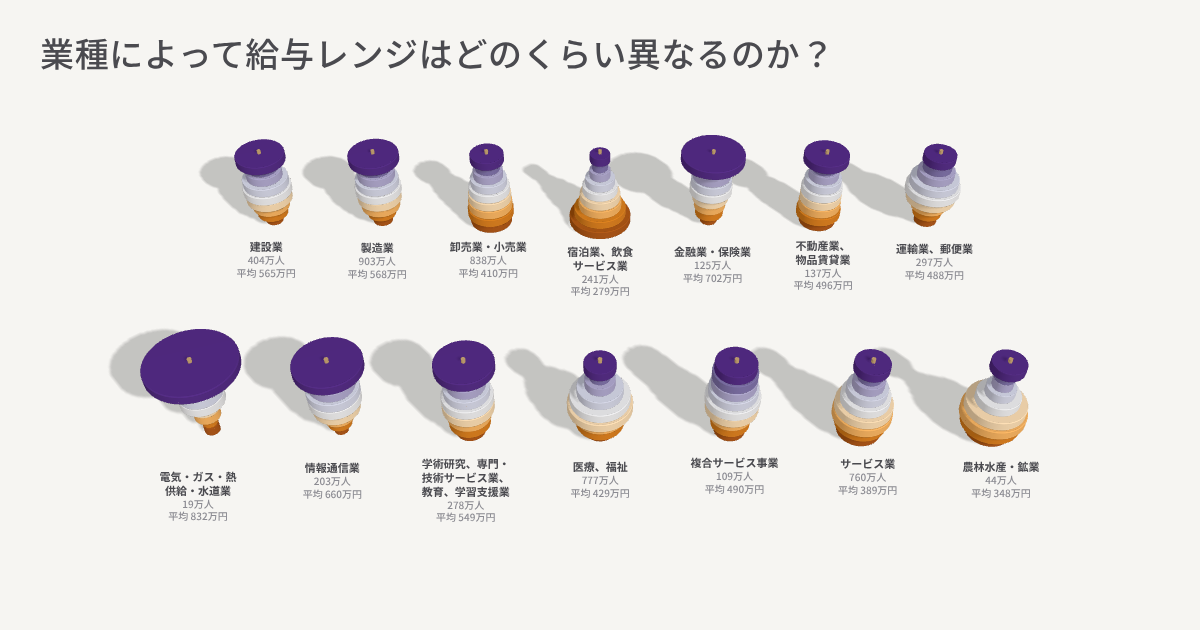 業種によって給与レンジはどのくらい異なるのか？
建設業
404万人
平均 565万円
製造業
903万人
平均 568万円
卸売業・小売業
838万人
平均 410万円
宿泊業、飲食
サービス業
241万人
平均 279万円
金融業・保険業
125万人
平均 702万円
不動産業、
物品賃貸業
137万人
平均 496万円
運輸業、郵便業
297万人
平均 488万円
電気・ガス・熱
供給・水道業
19万人
平均 832万円
情報通信業
203万人
平均 660万円
学術研究、専門・
技術サービス業、
教育、学習支援業
278万人
平均 549万円
医療、福祉
777万人
平均 429万円
複合サービス事業
109万人
平均 490万円
サービス業
760万人
平均 389万円
農林水産・鉱業
44万人
平均 348万円